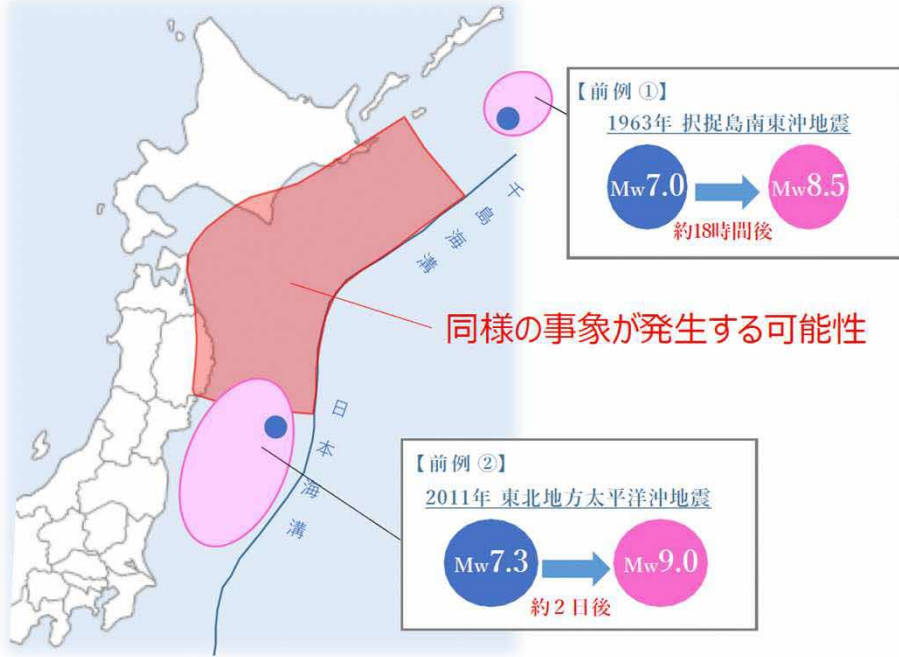 【前例①】
1963年 択捉島南東沖地震
Mw7.0
Mw8.5
約18時間後
千島海溝
同様の事象が発生する可能性
日本海溝
【前例②】
2011年 東北地方太平洋沖地震
Mw7.3
Mw9.0
約2日後